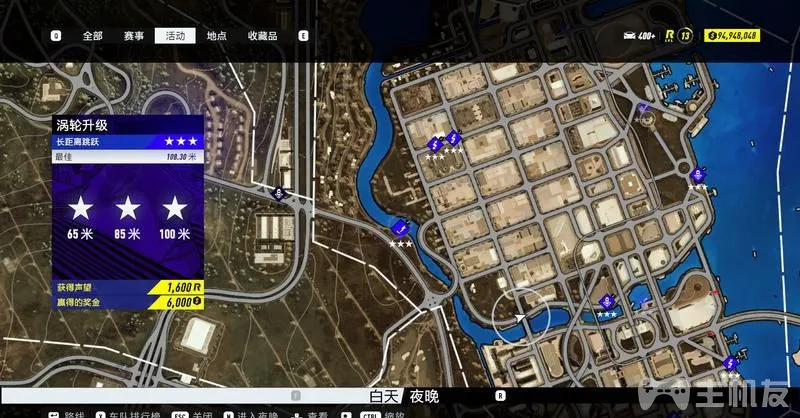 Q 全部 赛事 活动 地点 收藏品 E
400+ R LVL 13 94,948,048
涡轮升级
长距离跳跃
最佳 108.30 米
65 米 85 米 100 米
获得声望 1,600 R
赢得的奖金 6,000
F 白天 夜晚 R
路线 X 车队排行榜 ESC 关闭 进入夜晚 查看 CTRL 缩放
主机友